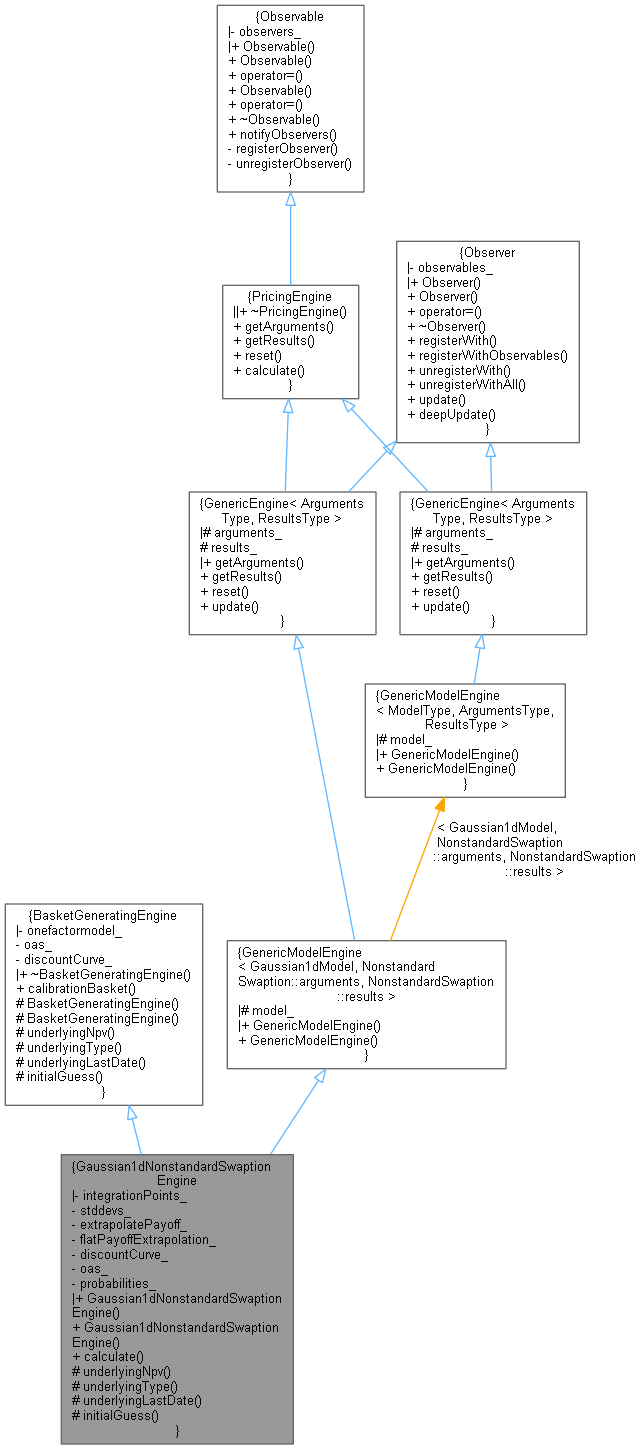 {Observable
|- observers_
|+ Observable()
+ Observable()
+ operator=()
+ Observable()
+ operator=()
+ ~Observable()
+ notifyObservers()
- registerObserver()
- unregisterObserver()
}
{Observer
|- observables_
|+ Observer()
+ Observer()
+ operator=()
+ ~Observer()
+ registerWith()
+ registerWithObservables()
+ unregisterWith()
+ unregisterWithAll()
+ update()
+ deepUpdate()
}
{PricingEngine
||+ ~PricingEngine()
+ getArguments()
+ getResults()
+ reset()
+ calculate()
}
{GenericEngine< Arguments
Type, ResultsType >
|# arguments_
# results_
|+ getArguments()
+ getResults()
+ reset()
+ update()
}
{GenericEngine< Arguments
Type, ResultsType >
|# arguments_
# results_
|+ getArguments()
+ getResults()
+ reset()
+ update()
}
{GenericModelEngine
< ModelType, ArgumentsType,
ResultsType >
|# model_
|+ GenericModelEngine()
+ GenericModelEngine()
}
< Gaussian1dModel,
NonstandardSwaption
::arguments, NonstandardSwaption
::results >
{BasketGeneratingEngine
|- onefactormodel_
- oas_
- discountCurve_
|+ ~BasketGeneratingEngine()
+ calibrationBasket()
# BasketGeneratingEngine()
# BasketGeneratingEngine()
# underlyingNpv()
# underlyingType()
# underlyingLastDate()
# initialGuess()
}
{GenericModelEngine
< Gaussian1dModel, Nonstandard
Swaption::arguments, NonstandardSwaption
::results >
|# model_
|+ GenericModelEngine()
+ GenericModelEngine()
}
{Gaussian1dNonstandardSwaption
Engine
|- integrationPoints_
- stddevs_
- extrapolatePayoff_
- flatPayoffExtrapolation_
- discountCurve_
- oas_
- probabilities_
|+ Gaussian1dNonstandardSwaption
Engine()
+ Gaussian1dNonstandardSwaption
Engine()
+ calculate()
# underlyingNpv()
# underlyingType()
# underlyingLastDate()
# initialGuess()
}